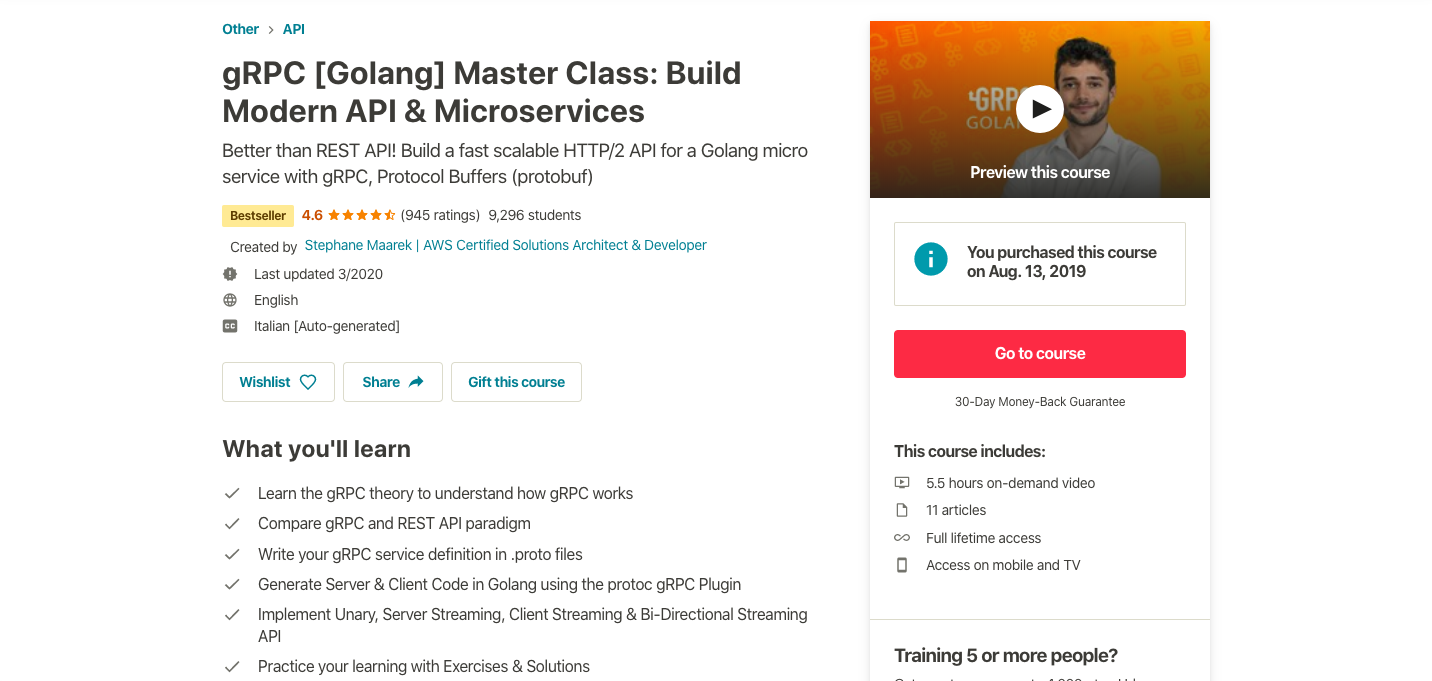 Other > API
gRPC [Golang] Master Class: Build
Modern API & Microservices
Better than REST API! Build a fast scalable HTTP/2 API for a Golang micro
service with gRPC, Protocol Buffers (protobuf)
Bestseller 4.6 (945 ratings) 9,296 students
Created by Stephane Maarek | AWS Certified Solutions Architect & Developer
Last updated 3/2020
English
CC Italian [Auto-generated]
Wishlist Share Gift this course
What you'll learn
Learn the gRPC theory to understand how gRPC works
Compare gRPC and REST API paradigm
Write your gRPC service definition in .proto files
Generate Server & Client Code in Golang using the protoc gRPC Plugin
Implement Unary, Server Streaming, Client Streaming & Bi-Directional Streaming
API
Practice your learning with Exercises & Solutions
Preview this course
You purchased this course
on Aug. 13, 2019
Go to course
30-Day Money-Back Guarantee
This course includes:
5.5 hours on-demand video
11 articles
Full lifetime access
Access on mobile and TV
Training 5 or more people?